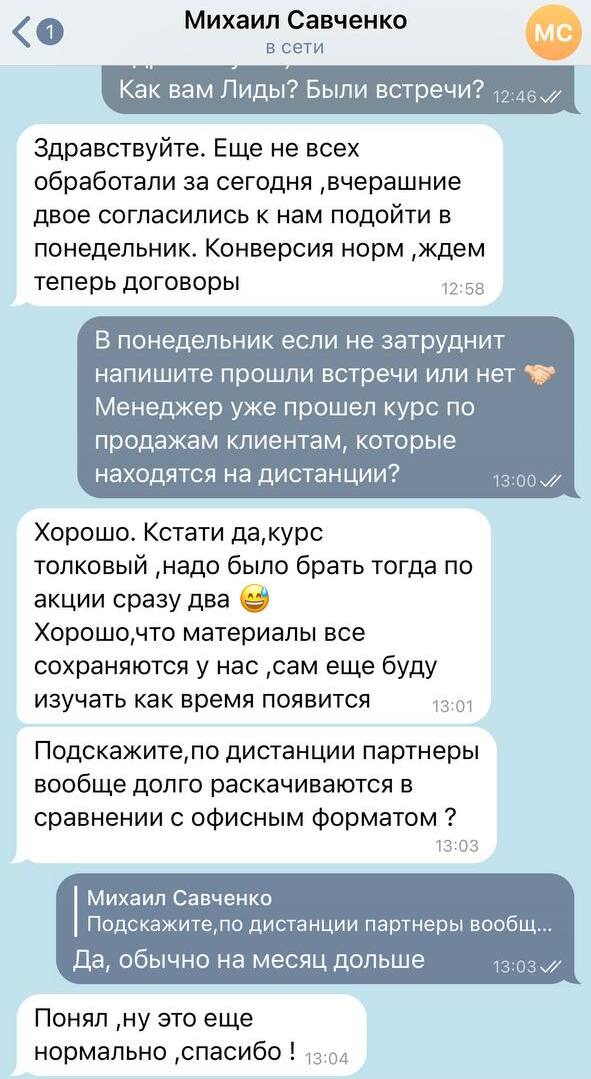 1
Михаил Савченко
в сети
МС
Как вам Лиды? Были встречи? 12:46
Здравствуйте. Еще не всех
обработали за сегодня ,вчерашние
двое согласились к нам подойти в
понедельник. Конверсия норм ,ждем
теперь договоры 12:58
В понедельник если не затруднит
напишите прошли встречи или нет 🤝🏻
Менеджер уже прошел курс по
продажам клиентам, которые
находятся на дистанции? 13:00
Хорошо. Кстати да,курс
толковый ,надо было брать тогда по
акции сразу два 😅
Хорошо,что материалы все
сохраняются у нас ,сам еще буду
изучать как время появится 13:01
Подскажите,по дистанции партнеры
вообще долго раскачиваются в
сравнении с офисным форматом ?
13:03
Михаил Савченко
Подскажите,по дистанции партнеры вообщ...
Да, обычно на месяц дольше 13:03
Понял ,ну это еще
нормально ,спасибо ! 13:04